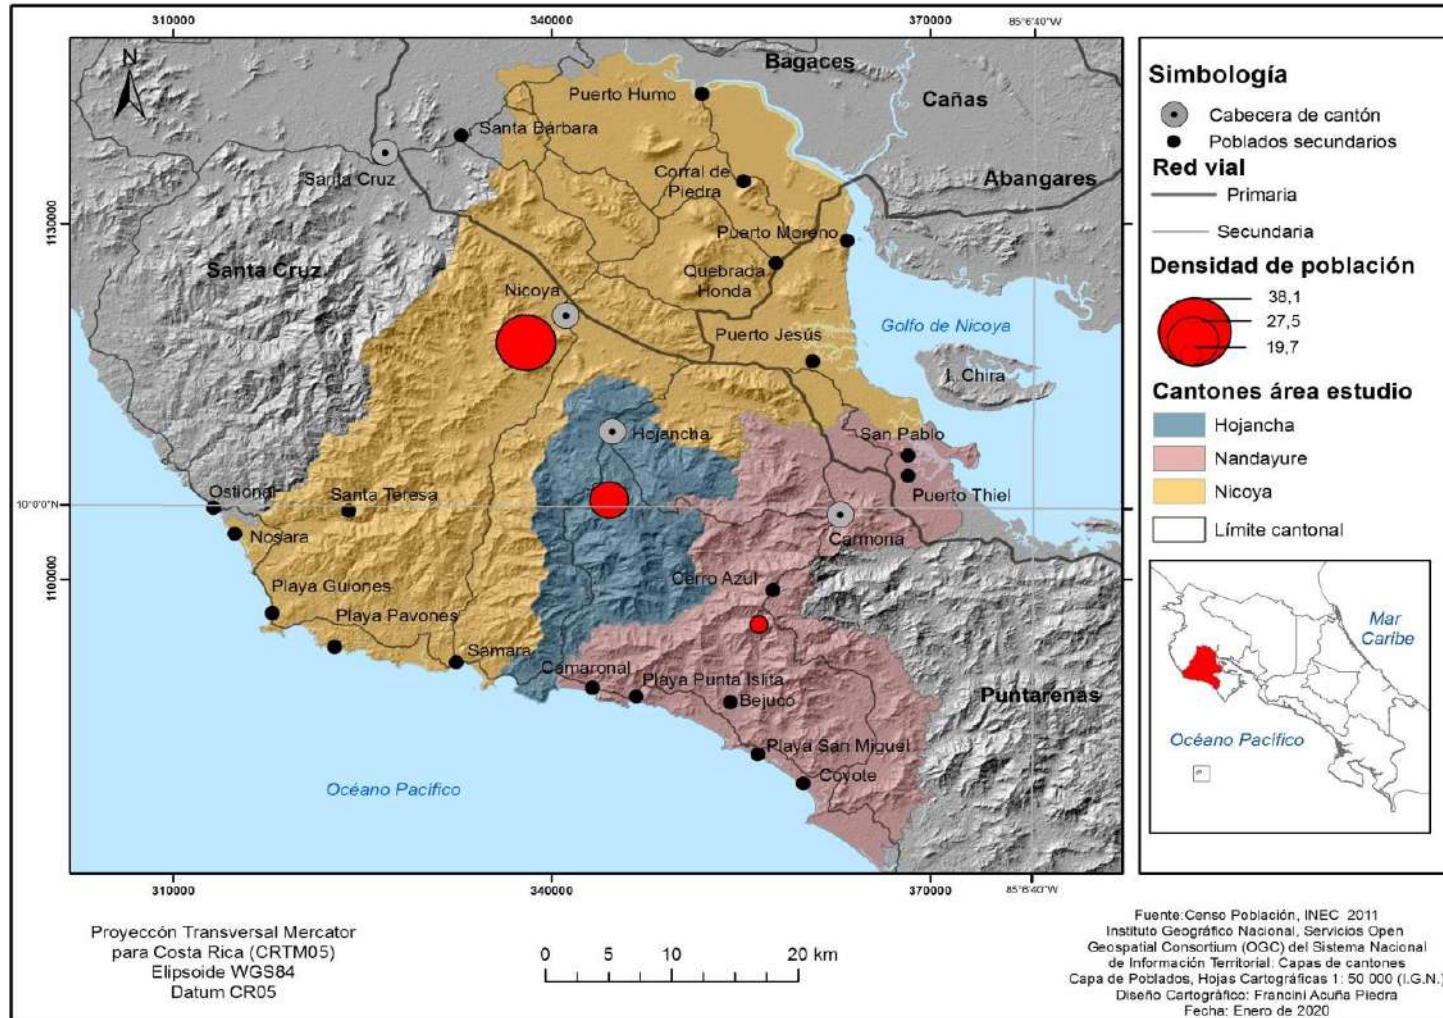 310000
340000
370000
85°6'40"W
N
Bagaces
Puerto Humo
Cañas
Santa Bárbara
Santa Cruz
Corral de
Piedra
Abangares
1130000
Puerto Moreno
Santa Cruz
Quebrada
Honda
Nicoya
Golfo de Nicoya
Puerto Jesús
I. Chira
Hojancha
San Pablo
Ostional
Santa Teresa
Puerto Thiel
10°0'0"N
Nosara
Carmona
1100000
Cerro Azul
Playa Guiones
Playa Pavones
Sámara
Camaronal
Playa Punta Islita
Bejuco
Puntarenas
Playa San Miguel
Coyote
Océano Pacífico
310000
340000
370000
85°6'40"W
Simbología
Cabecera de cantón
Poblados secundarios
Red vial
Primaria
Secundaria
Densidad de población
38,1
27,5
19,7
Cantones área estudio
Hojancha
Nandayure
Nicoya
Límite cantonal
Mar
Caribe
Océano Pacífico
Proyeccón Transversal Mercator
para Costa Rica (CRTM05)
Elipsoide WGS84
Datum CR05
0 5 10 20 km
Fuente:Censo Población, INEC 2011
Instituto Geográfico Nacional, Servicios Open
Geospatial Consortium (OGC) del Sistema Nacional
de Información Territorial: Capas de cantones
Capa de Poblados, Hojas Cartográficas 1: 50 000 (I.G.N.)
Diseño Cartográfico: Francini Acuña Piedra
Fecha: Enero de 2020